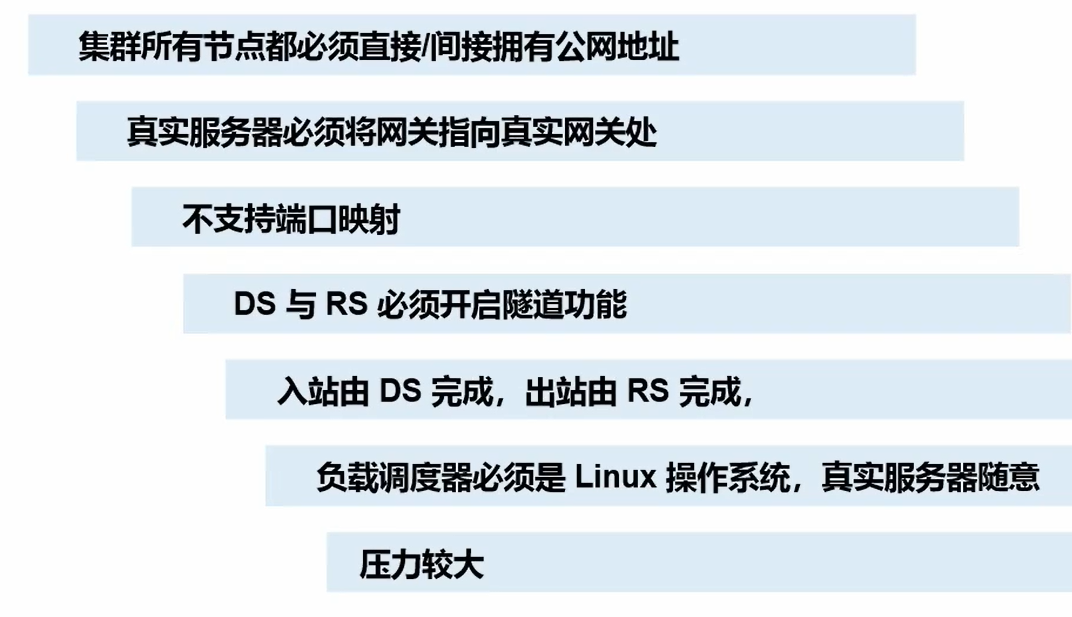 集群所有节点都必须直接/间接拥有公网地址
真实服务器必须将网关指向真实网关处
不支持端口映射
DS 与 RS 必须开启隧道功能
入站由 DS 完成，出站由 RS 完成，
负载调度器必须是 Linux 操作系统，真实服务器随意
压力较大